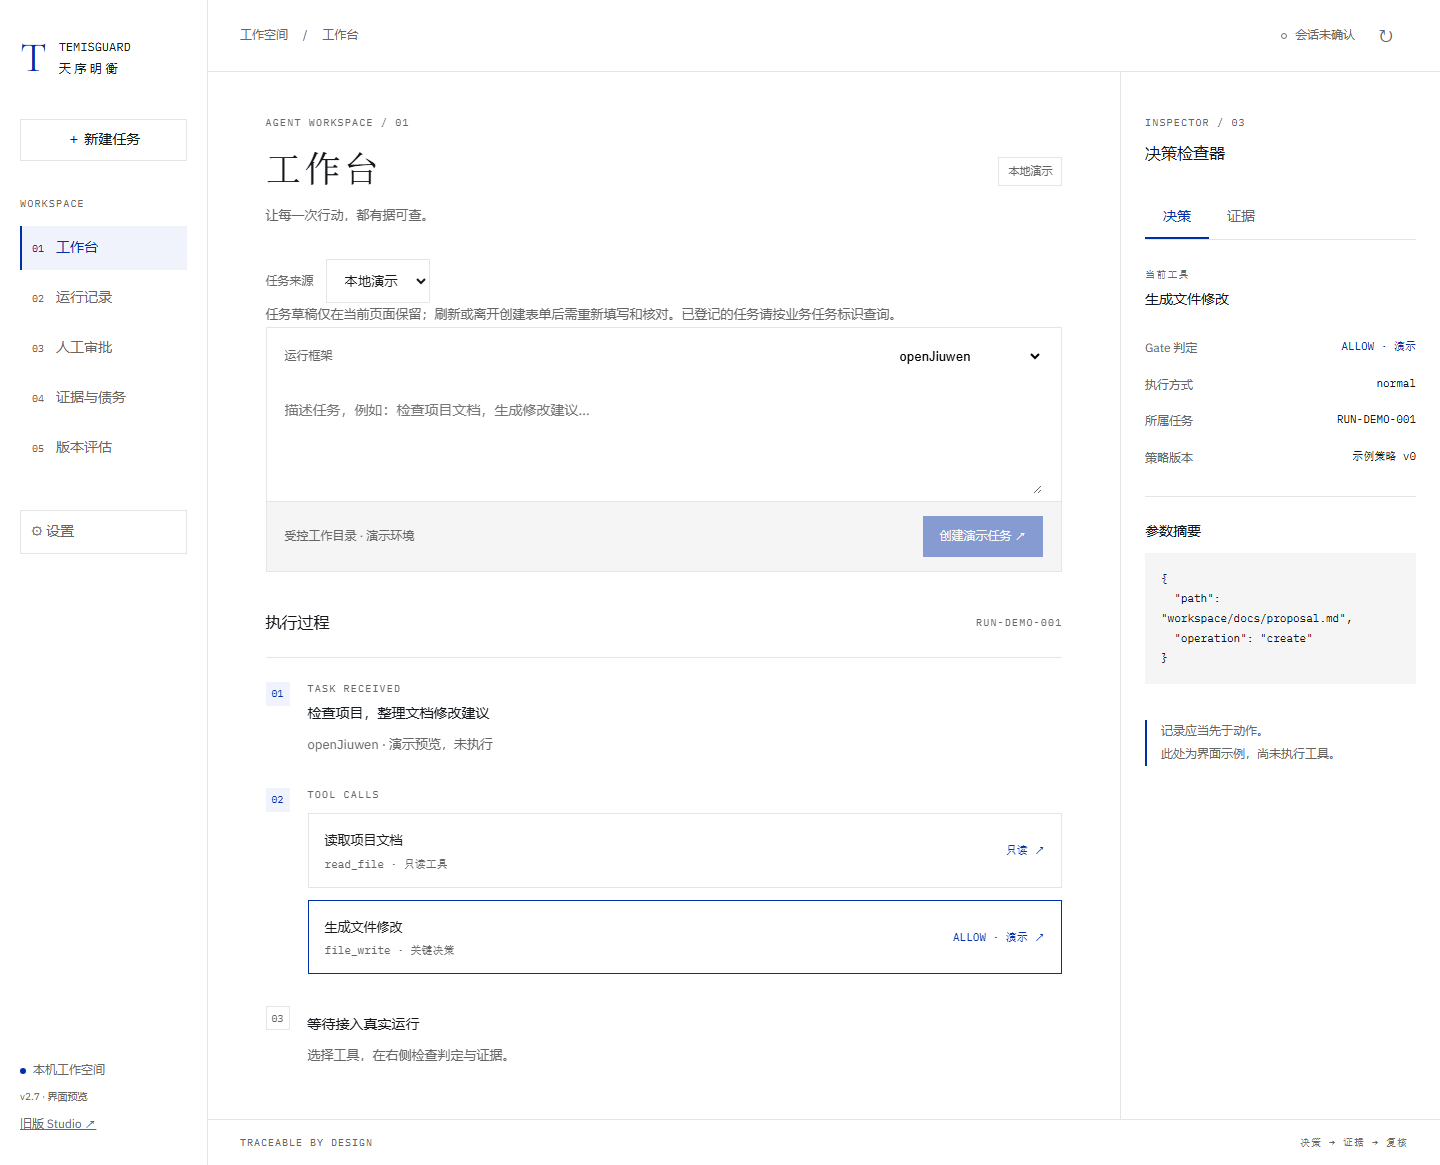 T
TEMISGUARD
天序明衡
+ 新建任务
WORKSPACE
01 工作台
02 运行记录
03 人工审批
04 证据与债务
05 版本评估
⚙ 设置
本机工作空间
v2.7 · 界面预览
旧版 Studio ↗
工作空间 / 工作台
会话未确认 ↻
AGENT WORKSPACE / 01
工作台
本地演示
让每一次行动，都有据可查。
任务来源 本地演示
任务草稿仅在当前页面保留；刷新或离开创建表单后需重新填写和核对。已登记的任务请按业务任务标识查询。
运行框架 openJiuwen
描述任务，例如：检查项目文档，生成修改建议...
受控工作目录 · 演示环境 创建演示任务 ↗
执行过程 RUN-DEMO-001
01 TASK RECEIVED
检查项目，整理文档修改建议
openJiuwen · 演示预览，未执行
02 TOOL CALLS
读取项目文档
read_file · 只读工具
只读 ↗
生成文件修改
file_write · 关键决策
ALLOW · 演示 ↗
03 等待接入真实运行
选择工具，在右侧检查判定与证据。
INSPECTOR / 03
决策检查器
决策 证据
当前工具
生成文件修改
Gate 判定 ALLOW · 演示
执行方式 normal
所属任务 RUN-DEMO-001
策略版本 示例策略 v0
参数摘要
{
"path":
"workspace/docs/proposal.md",
"operation": "create"
}
记录应当先于动作。
此处为界面示例，尚未执行工具。
TRACEABLE BY DESIGN
决策 → 证据 → 复核